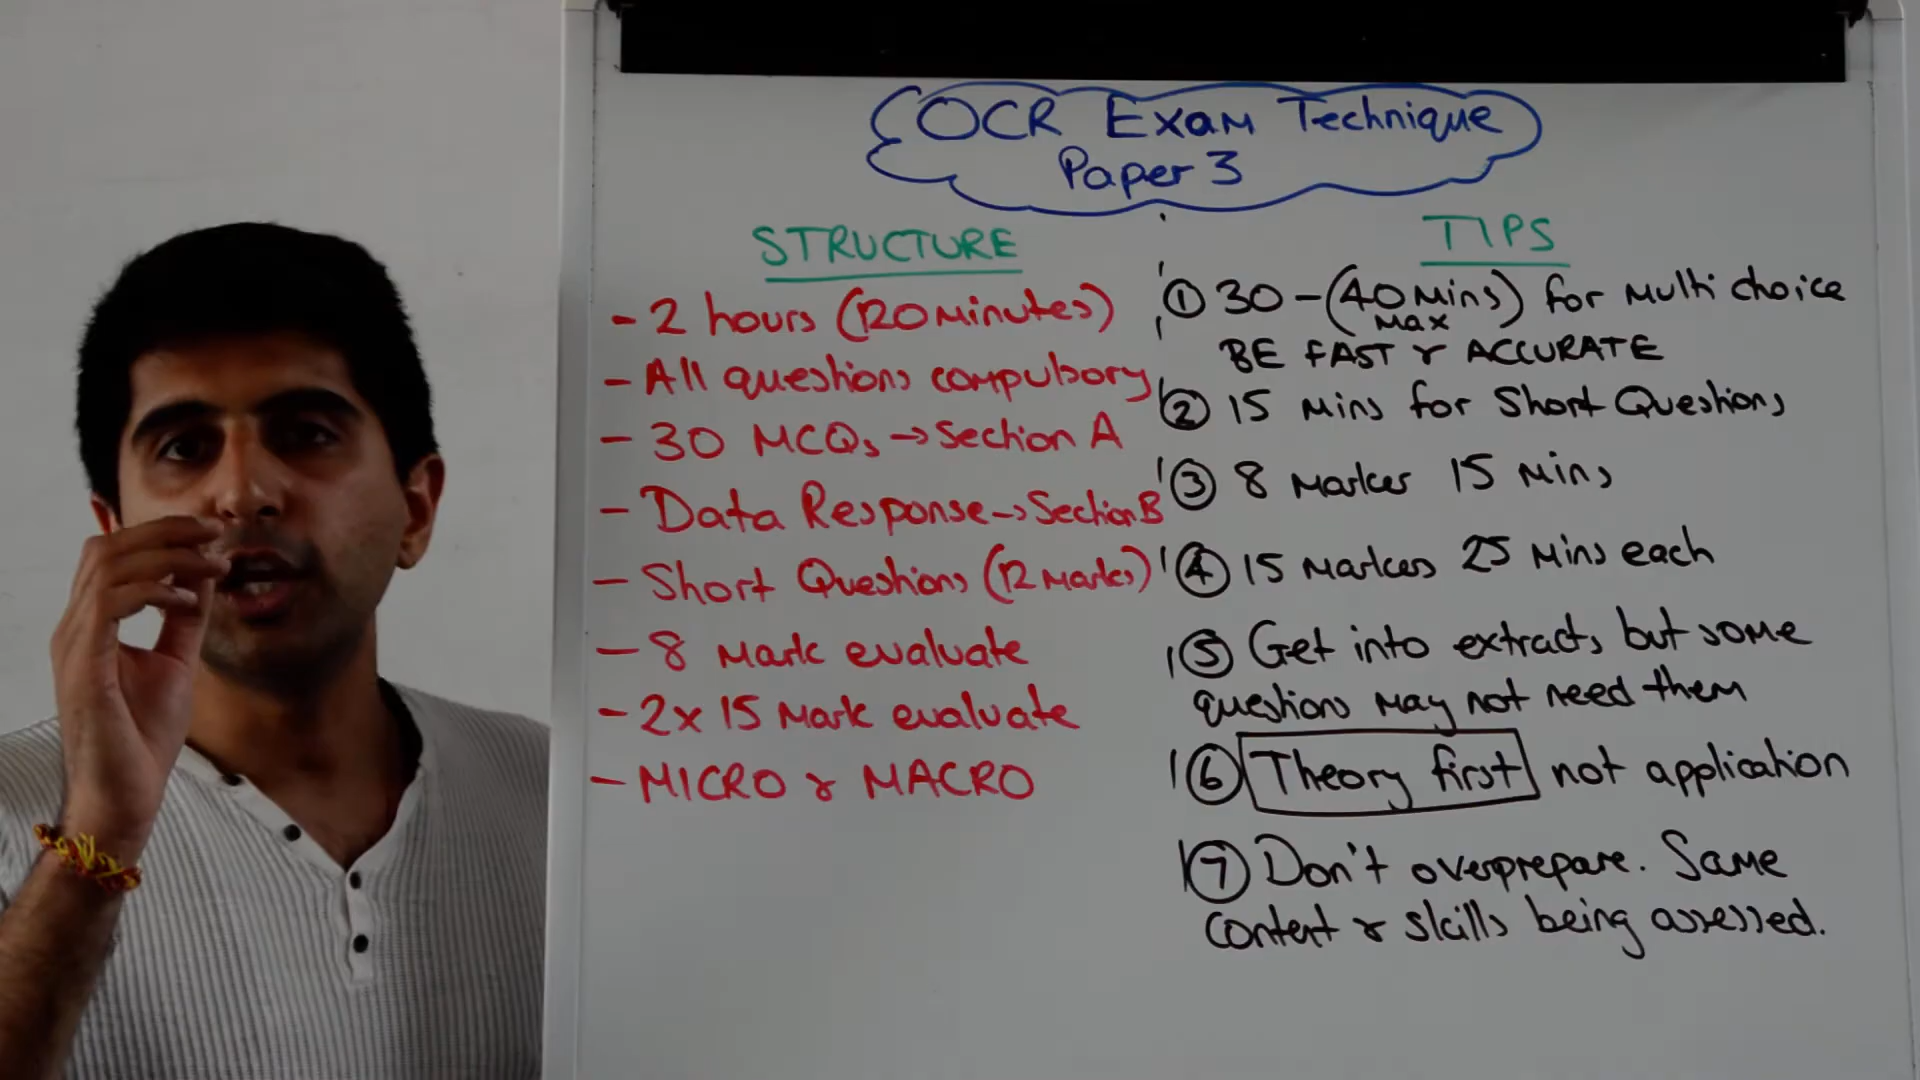 OCR Exam Technique
Paper 3
STRUCTURE
- 2 hours (120 minutes)
- All questions compulsory
- 30 MCQs → Section A
- Data Response → Section B
- Short Questions (12 Marks)
- 8 Mark evaluate
- 2x 15 Mark evaluate
- MICRO & MACRO
TIPS
① 30 - (40 Mins) for Multi choice
Max
BE FAST & ACCURATE
② 15 Mins for Short Questions
③ 8 Marker 15 Mins
④ 15 Markers 25 Mins each
⑤ Get into extracts but some
questions may not need them
⑥ Theory first not application
⑦ Don't overprepare. Same
content & skills being assessed.